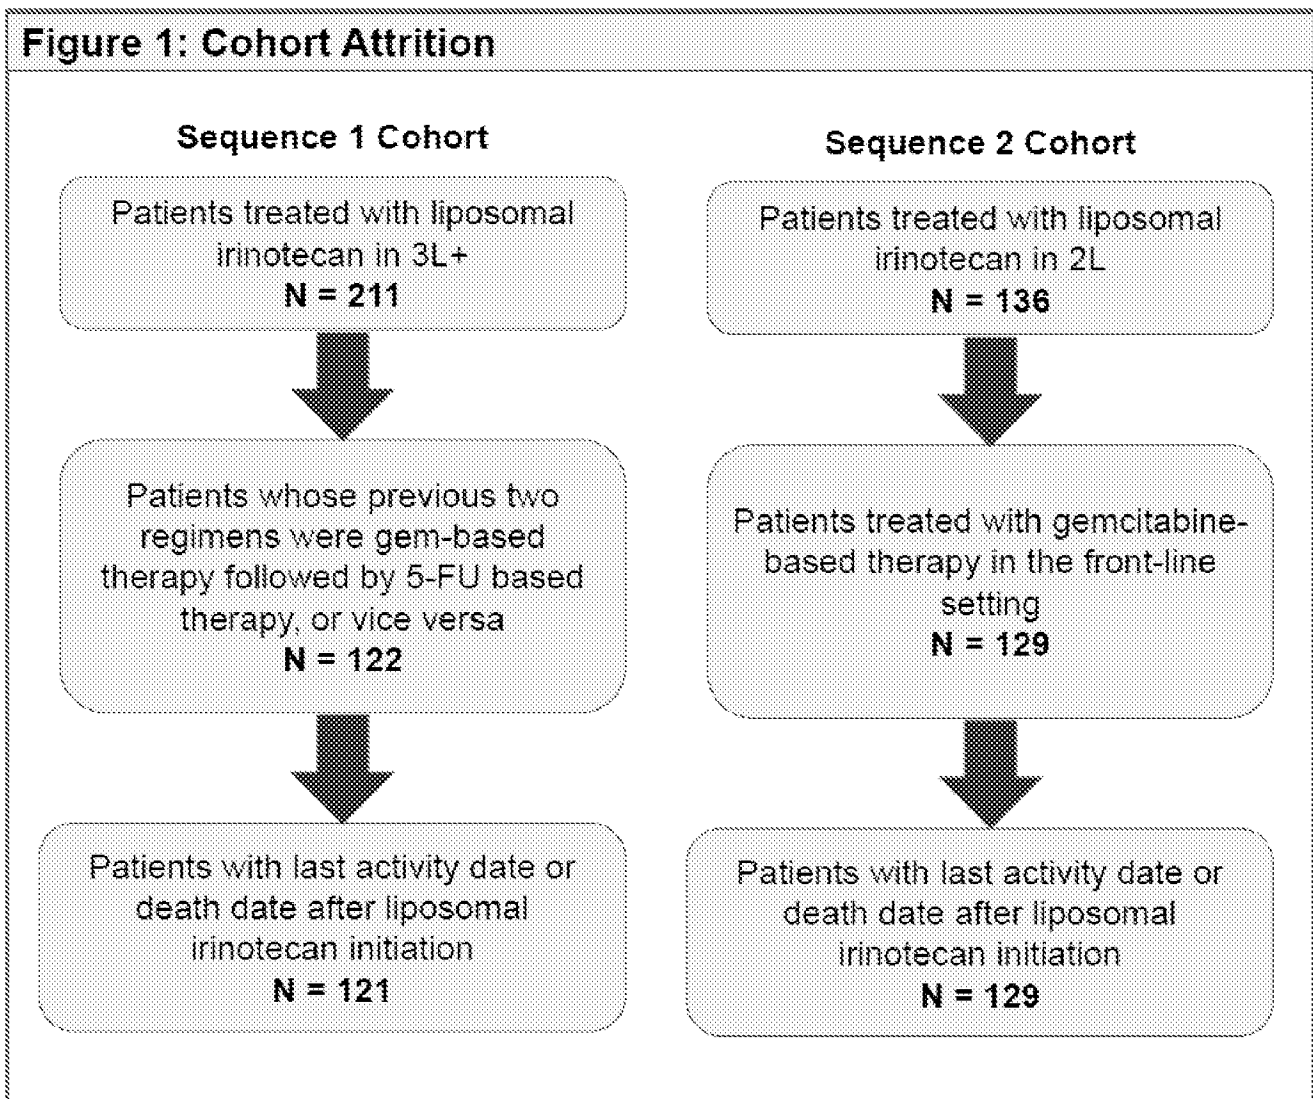 Figure 1: Cohort Attrition
Sequence 1 Cohort
Patients treated with liposomal
irinotecan in 3L+
N = 211
Patients whose previous two
regimens were gem-based
therapy followed by 5-FU based
therapy, or vice versa
N = 122
Patients with last activity date or
death date after liposomal
irinotecan initiation
N = 121
Sequence 2 Cohort
Patients treated with liposomal
irinotecan in 2L
N = 136
Patients treated with gemcitabine-
based therapy in the front-line
setting
N = 129
Patients with last activity date or
death date after liposomal
irinotecan initiation
N = 129